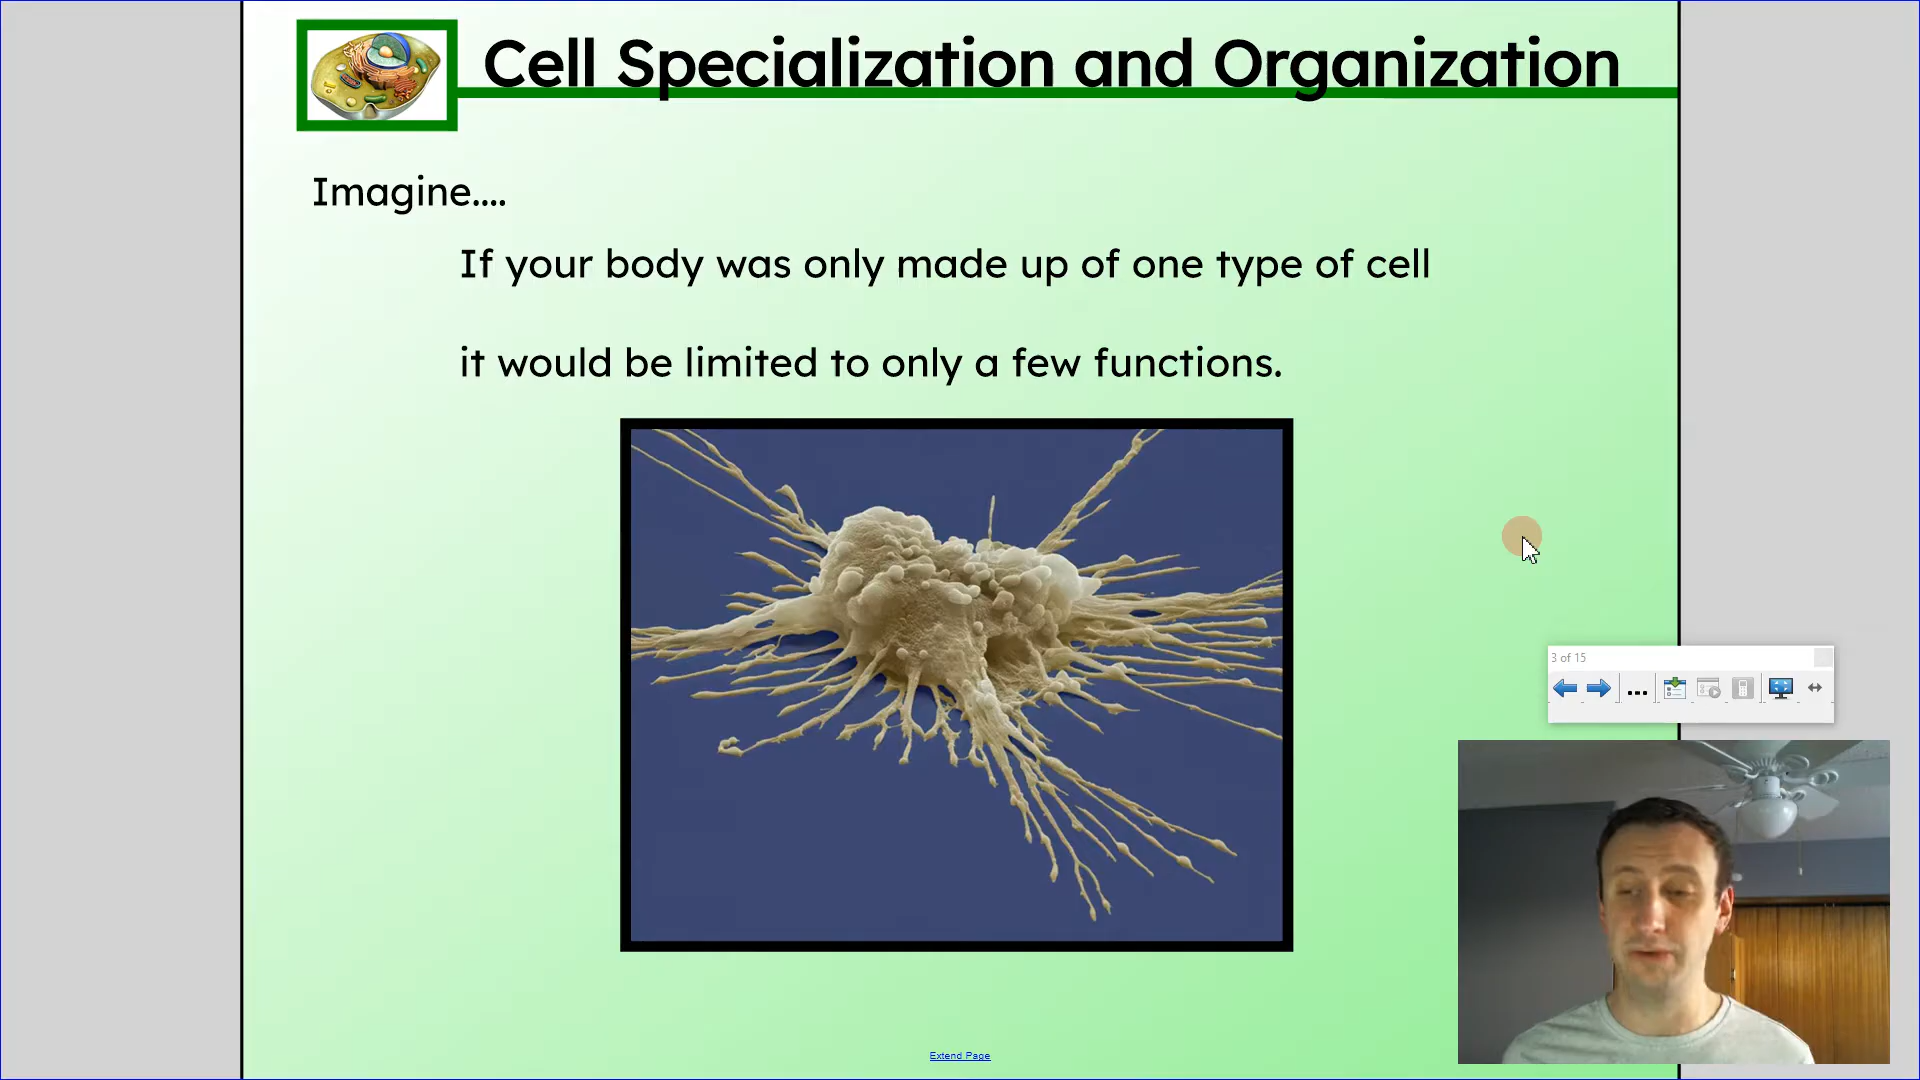 Cell Specialization and Organization
Imagine....
If your body was only made up of one type of cell
it would be limited to only a few functions.
3 of 15
Extend Page